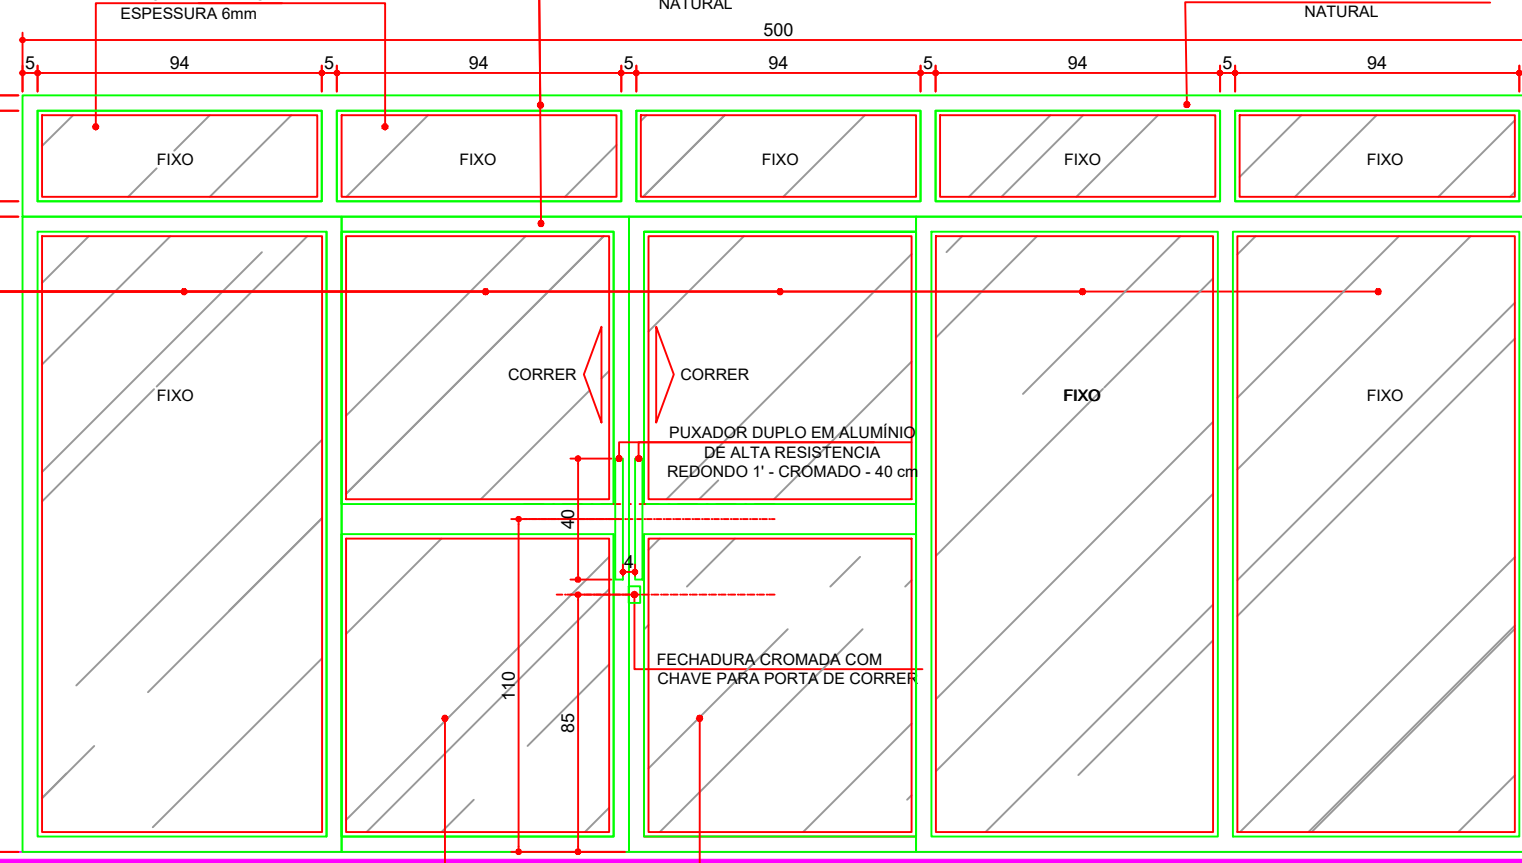 ESPESSURA 6mm
NATURAL
NATURAL
500
5 94 5 94 5 94 5 94 5 94
FIXO FIXO FIXO FIXO FIXO
CORRER CORRER
FIXO FIXO FIXO
PUXADOR DUPLO EM ALUMÍNIO
DE ALTA RESISTENCIA
REDONDO 1' - CROMADO - 40 cm
40
4
FECHADURA CROMADA COM
CHAVE PARA PORTA DE CORRER
110
85